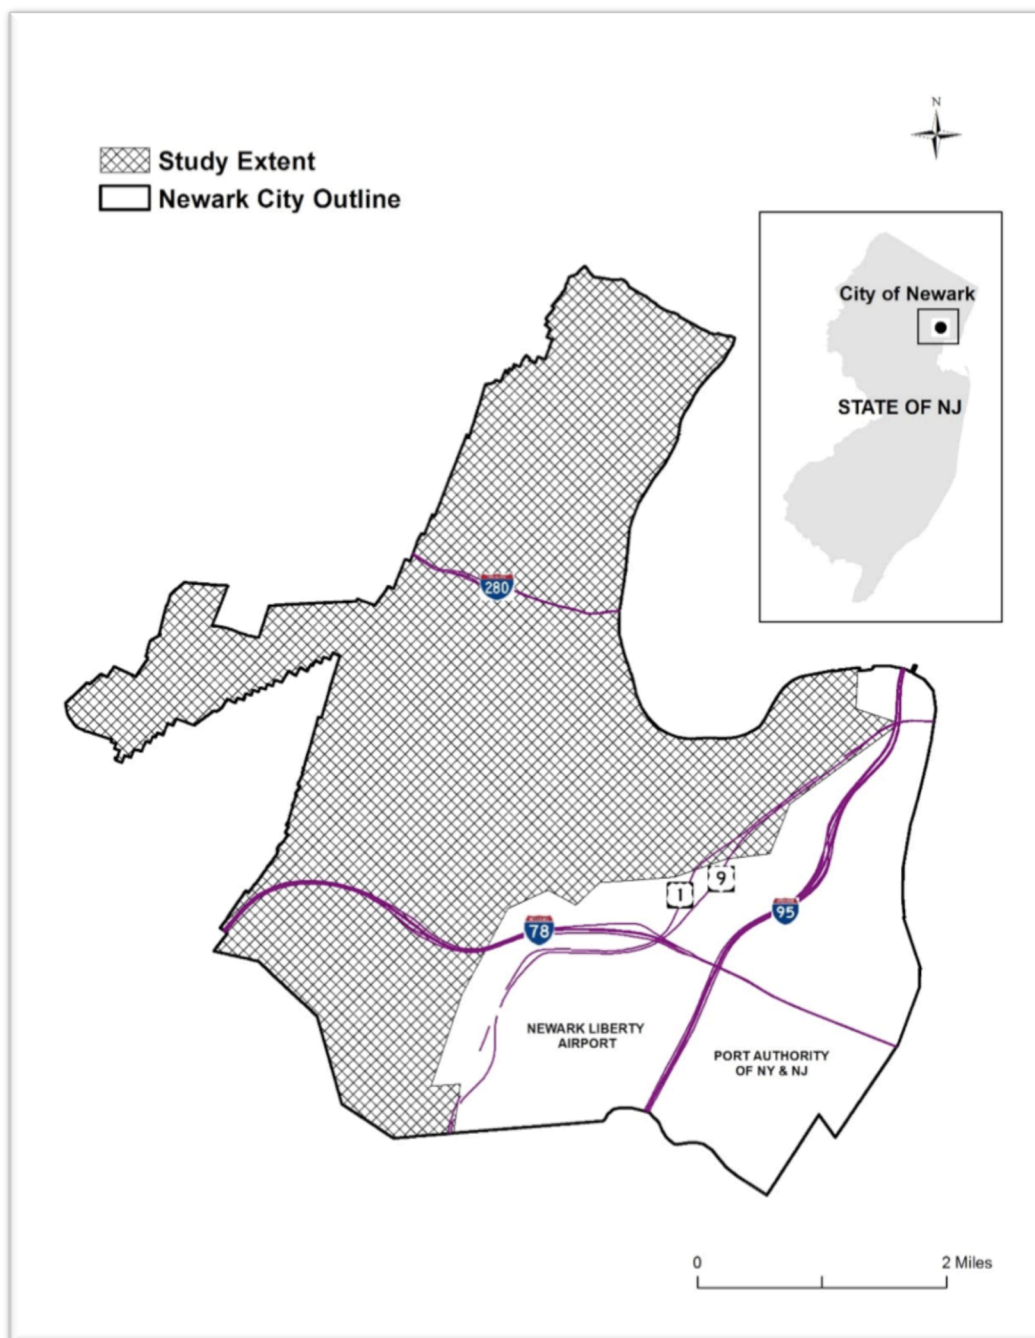 N
Study Extent
Newark City Outline
City of Newark
STATE OF NJ
280
1
9
95
78
NEWARK LIBERTY
AIRPORT
PORT AUTHORITY
OF NY & NJ
0
2 Miles